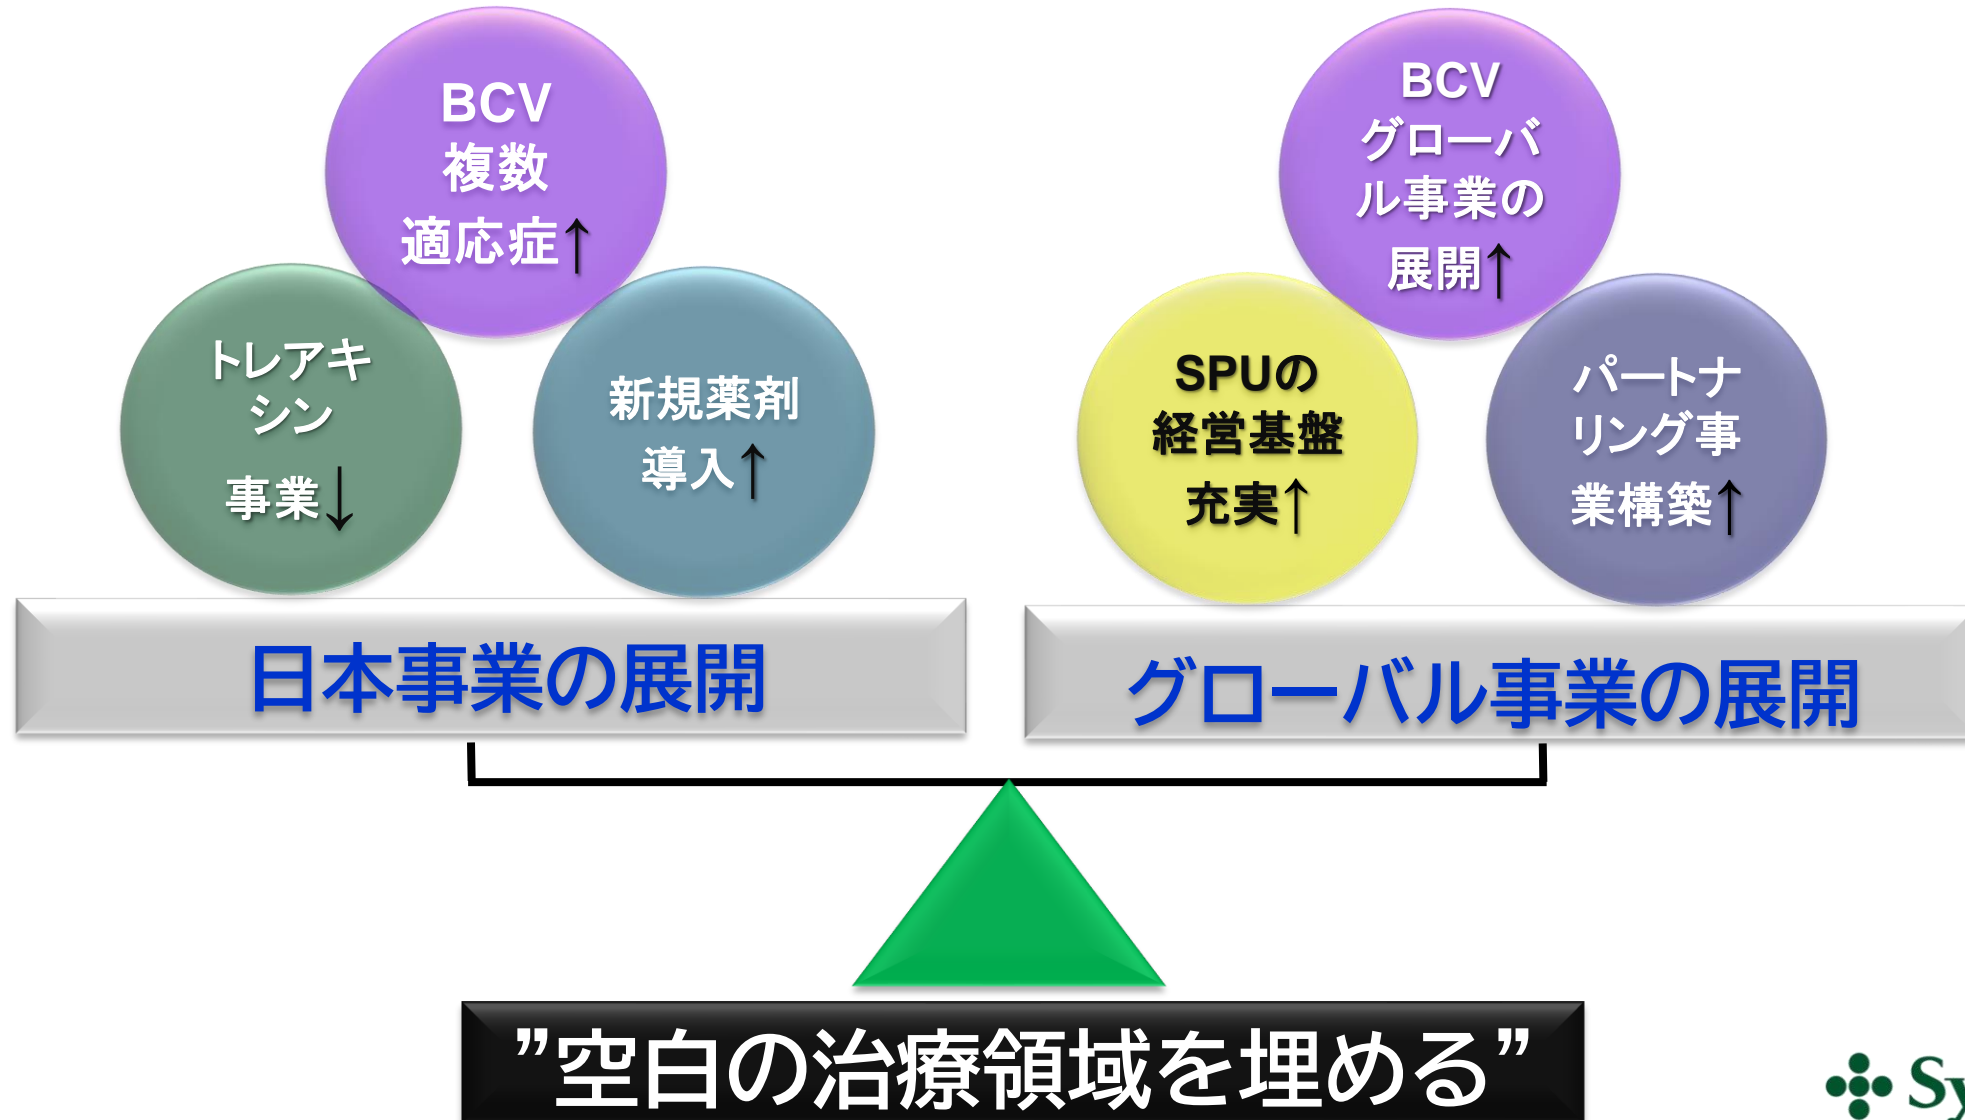 BCV
複数
適応症↑
トレアキ
シン
事業↓
新規薬剤
導入↑
日本事業の展開
BCV
グローバ
ル事業の
展開↑
SPUの
経営基盤
充実↑
パートナ
リング事
業構築↑
グローバル事業の展開
”空白の治療領域を埋める”
Sy